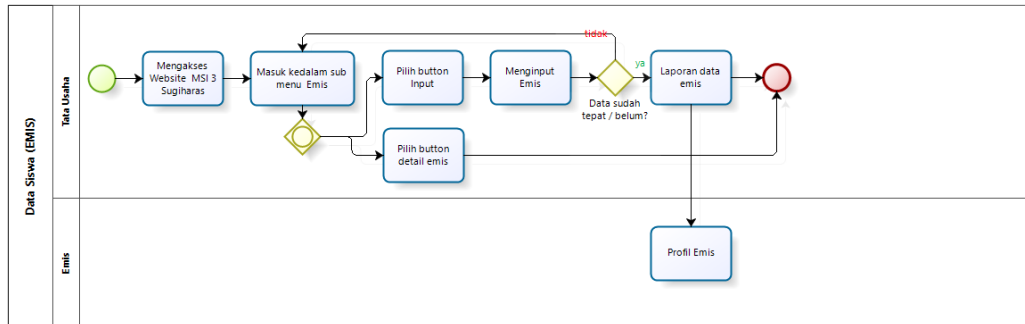 Data Siswa (EMIS)
Tata Usaha
Mengakses
Website MSI 3
Sugiharas
Masuk kedalam sub
menu Emis
Pilih button
Input
Menginput
Emis
tidak
ya
Data sudah
tepat / belum?
Laporan data
emis
Pilih button
detail emis
Emis
Profil Emis